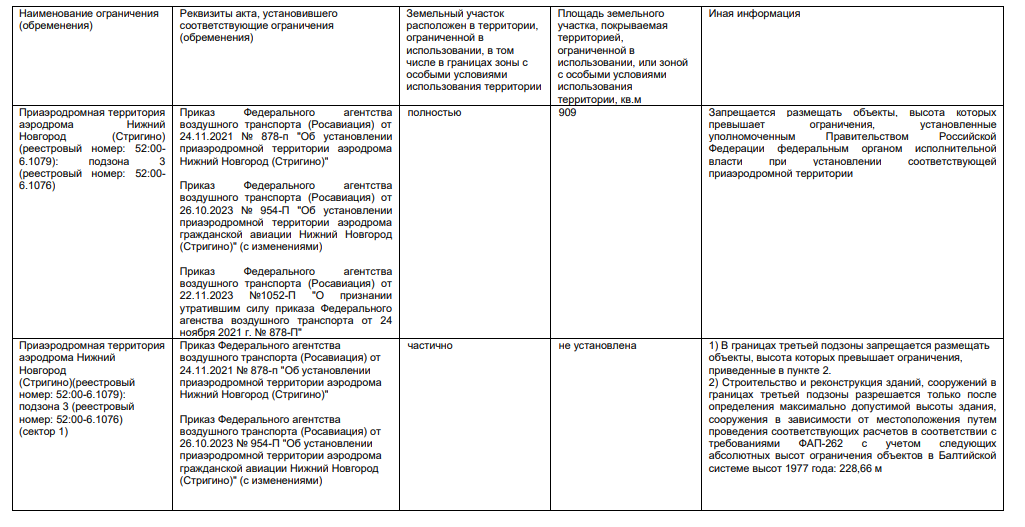 Наименование ограничения
(обременения)
Реквизиты акта, установившего
соответствующие ограничения
(обременения)
Земельный участок
расположен в территории,
ограниченной в
использовании, в том
числе в границах зоны с
особыми условиями
использования территории
Площадь земельного
участка, покрываемая
территорией,
ограниченной в
использовании, или зоной
с особыми условиями
использования
территории, кв.м
Иная информация
Приаэродромная территория
аэродрома Нижний
Новгород (Стригино)
(реестровый номер: 52:00-
6.1079): подзона 3
(реестровый номер: 52:00-
6.1076)
Приказ Федерального агентства
воздушного транспорта (Росавиация) от
24.11.2021 № 878-п "Об установлении
приаэродромной территории аэродрома
Нижний Новгород (Стригино)"
Приказ Федерального агентства
воздушного транспорта (Росавиация) от
26.10.2023 № 954-П "Об установлении
приаэродромной территории аэродрома
гражданской авиации Нижний Новгород
(Стригино)" (с изменениями)
Приказ Федерального агентства
воздушного транспорта (Росавиация) от
22.11.2023 №1052-П "О признании
утратившим силу приказа Федерального
агенства воздушного транспорта от 24
ноября 2021 г. № 878-П"
полностью
909
Запрещается размещать объекты, высота которых
превышает ограничения, установленные
уполномоченным Правительством Российской
Федерации федеральным органом исполнительной
власти при установлении соответствующей
приаэродромной территории
Приаэродромная территория
аэродрома Нижний
Новгород
(Стригино)(реестровый
номер: 52:00-6.1079):
подзона 3 (реестровый
номер: 52:00-6.1076)
(сектор 1)
Приказ Федерального агентства
воздушного транспорта (Росавиация) от
24.11.2021 № 878-п "Об установлении
приаэродромной территории аэродрома
Нижний Новгород (Стригино)"
Приказ Федерального агентства
воздушного транспорта (Росавиация) от
26.10.2023 № 954-П "Об установлении
приаэродромной территории аэродрома
гражданской авиации Нижний Новгород
(Стригино)" (с изменениями)
частично
не установлена
1) В границах третьей подзоны запрещается размещать
объекты, высота которых превышает ограничения,
приведенные в пункте 2.
2) Строительство и реконструкция зданий, сооружений в
границах третьей подзоны разрешается только после
определения максимально допустимой высоты здания,
сооружения в зависимости от местоположения путем
проведения соответствующих расчетов в соответствии с
требованиями ФАП-262 с учетом следующих
абсолютных высот ограничения объектов в Балтийской
системе высот 1977 года: 228,66 м